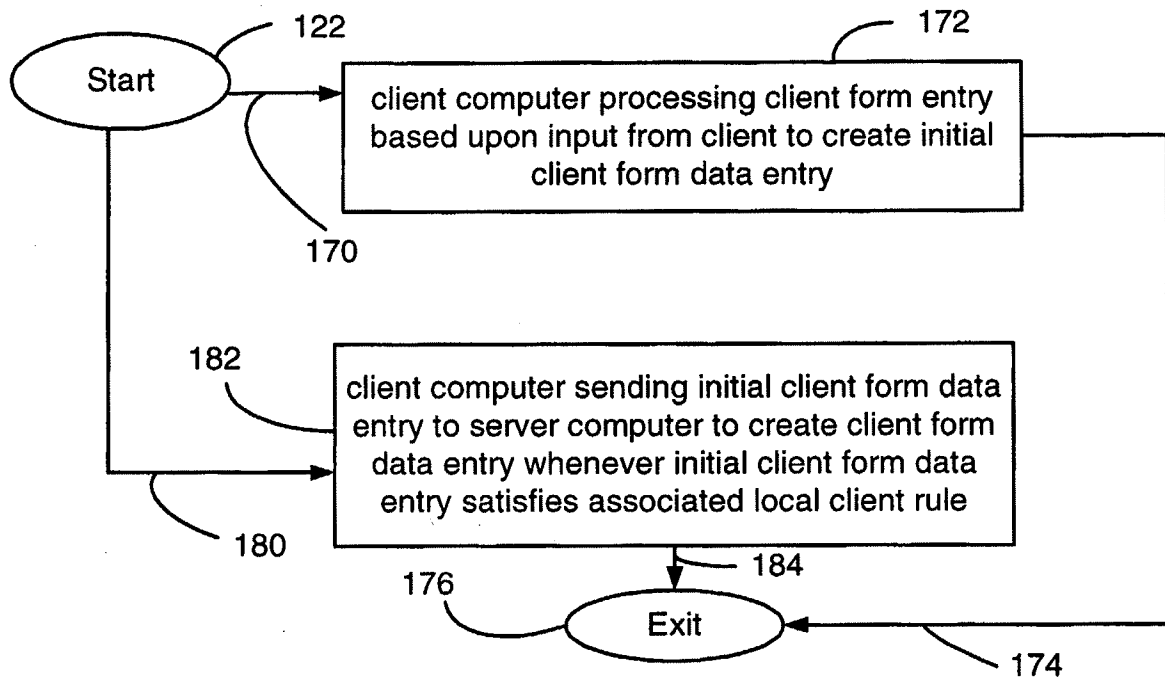 122
Start
172
client computer processing client form entry
based upon input from client to create initial
client form data entry
170
182
client computer sending initial client form data
entry to server computer to create client form
data entry whenever initial client form data
entry satisfies associated local client rule
180
184
176
Exit
174